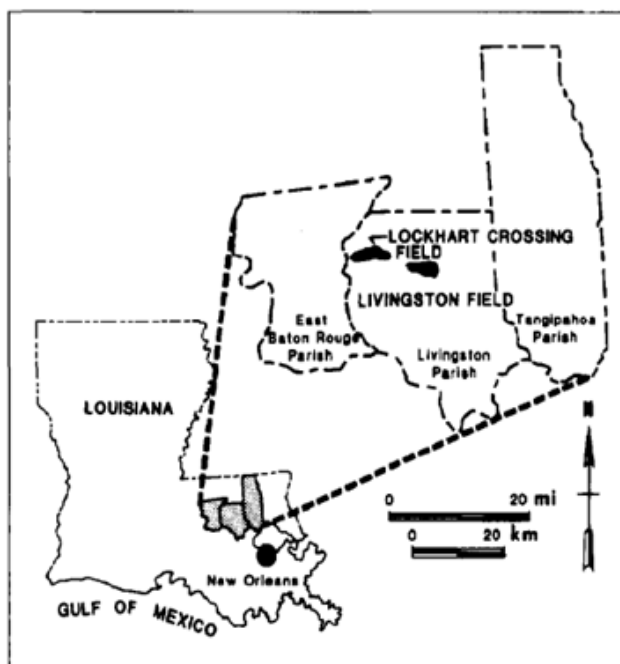 LOCKHART CROSSING
FIELD
LIVINGSTON FIELD
East
Baton Rouge
Parish
Tangipahoa
Parish
Livingston
Parish
LOUISIANA
N
0 20 mi
0 20 km
New Orleans
GULF OF MEXICO